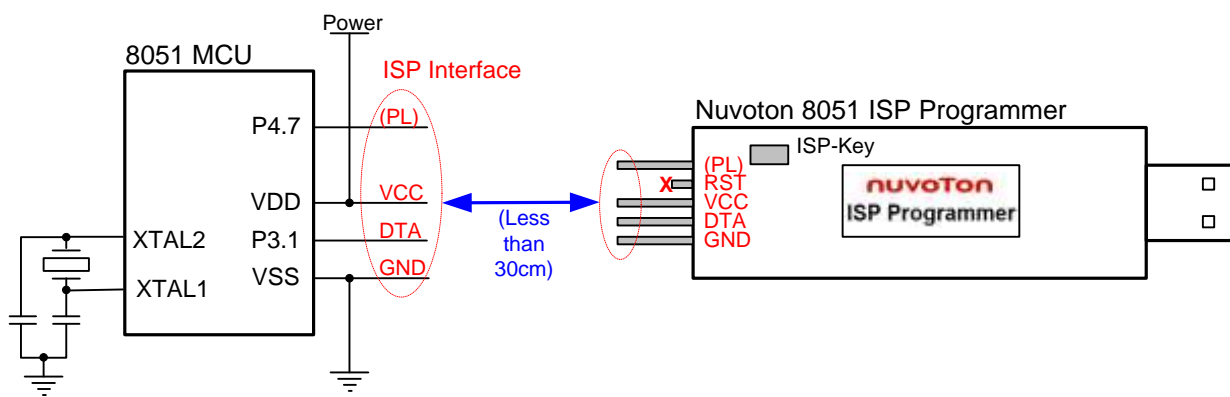 Power
8051 MCU
ISP Interface
P4.7
(PL)
VDD
VCC
XTAL2
P3.1
DTA
XTAL1
VSS
GND
(Less
than
30cm)
Nuvoton 8051 ISP Programmer
ISP-Key
(PL)
X RST
VCC
DTA
GND
nuvoTon
ISP Programmer